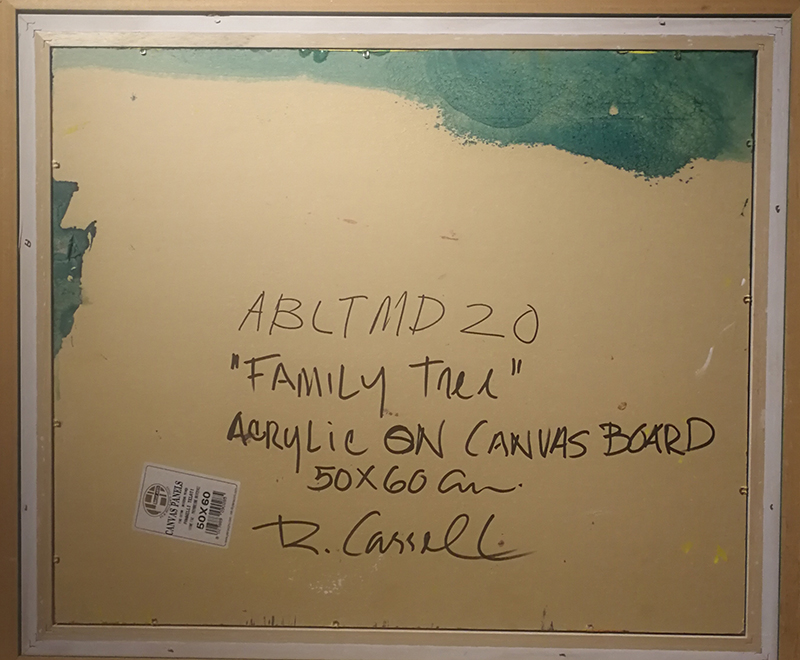 ABLTMD 20
"FAMILY Tree"
ACRYLIC ON CANVAS BOARD
50X60 cm.
R. Cassell
CANVAS PANELS
50X60